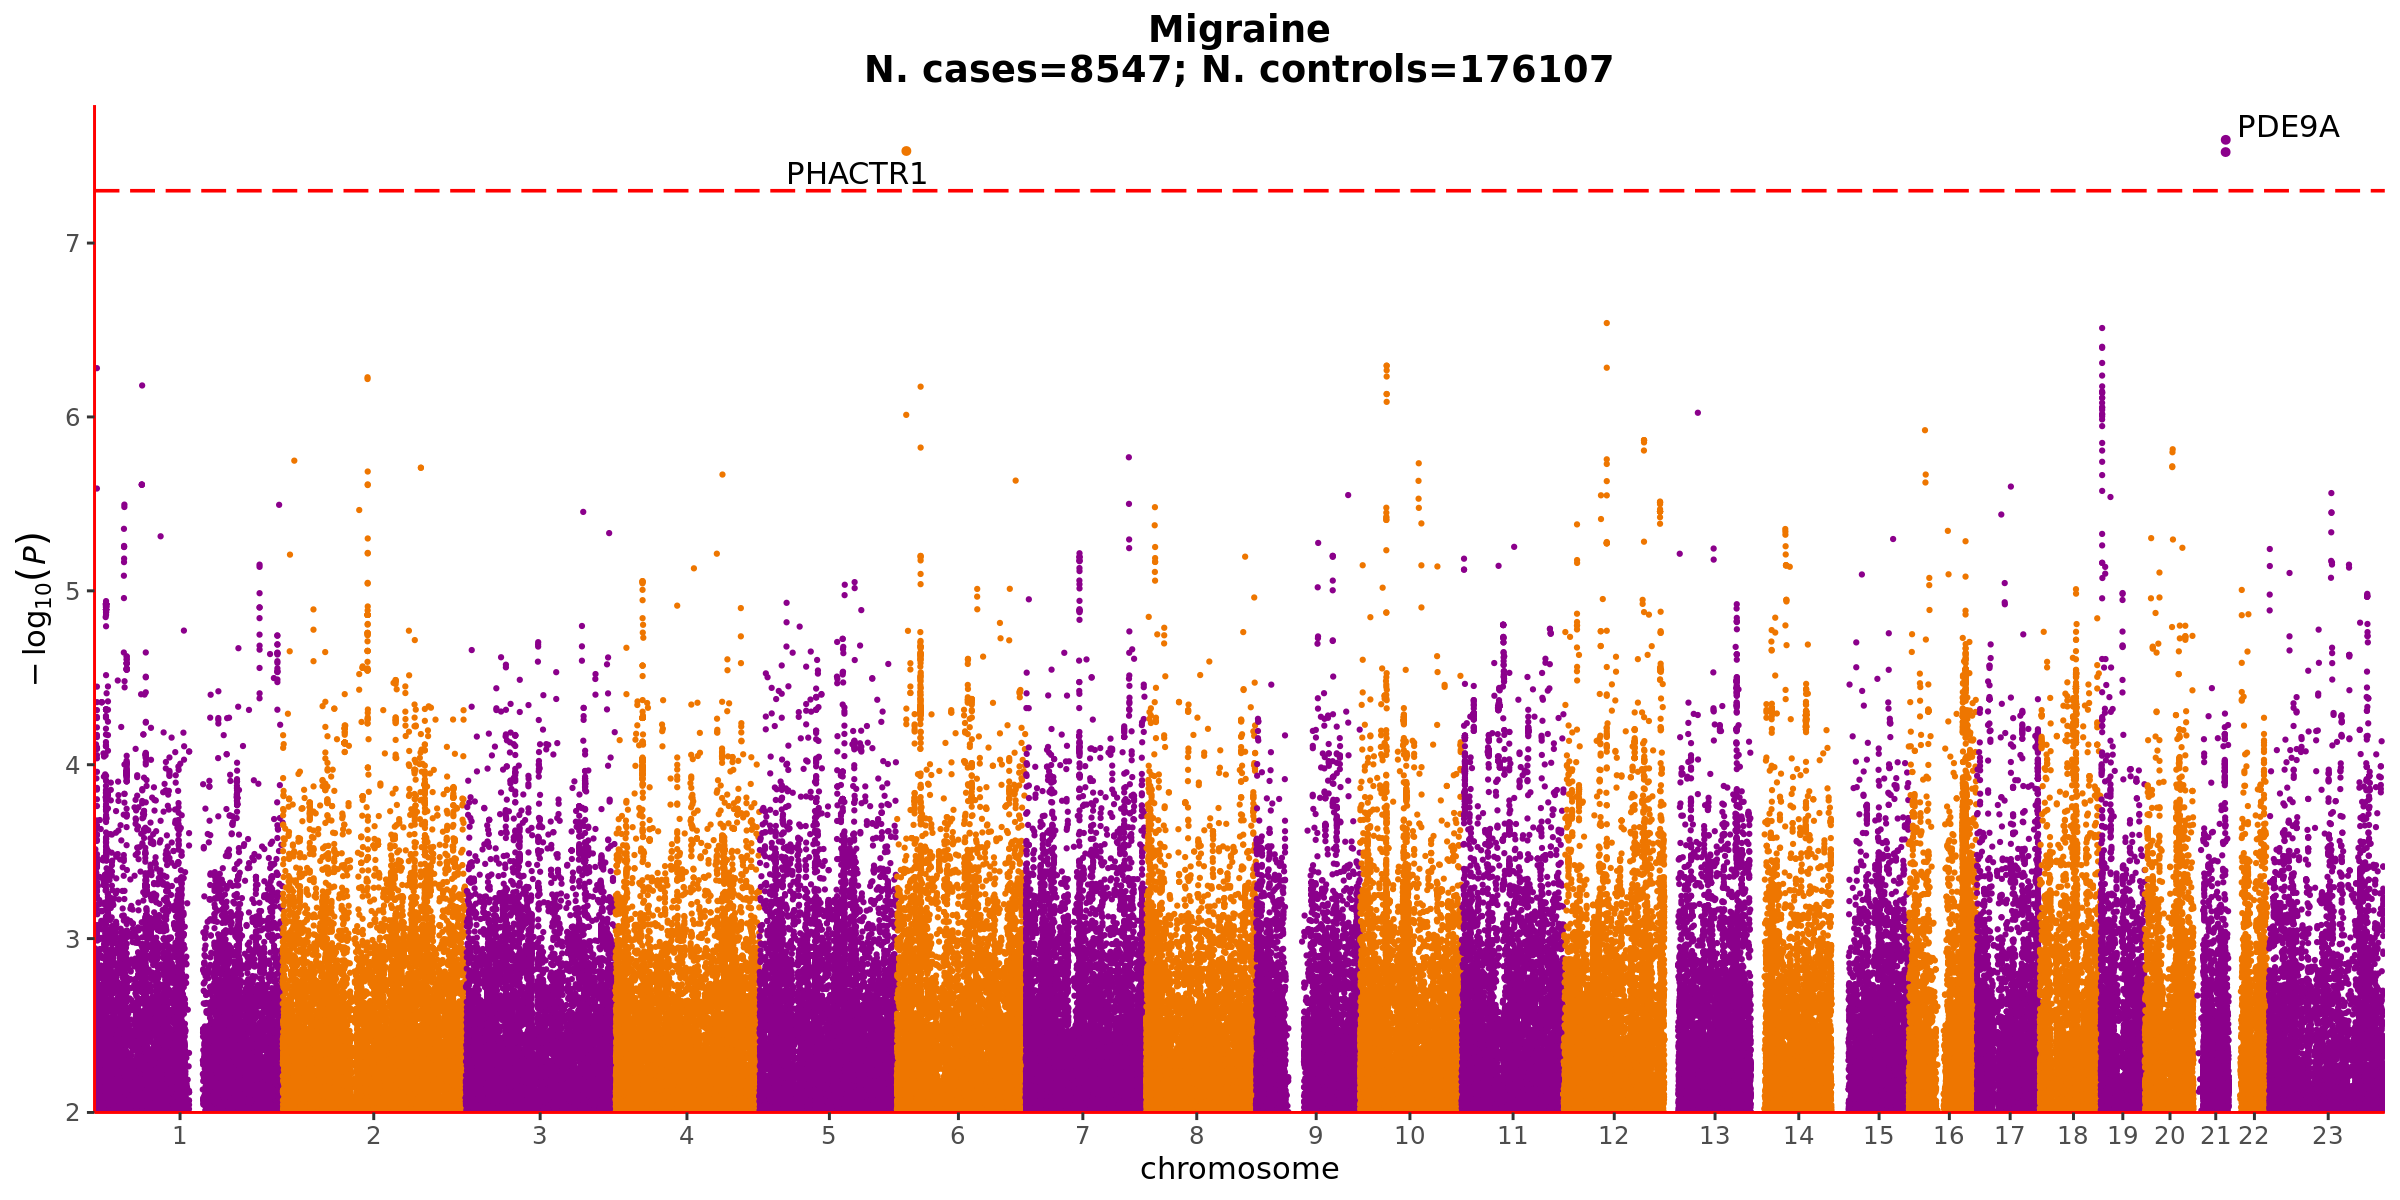 Migraine
N. cases=8547; N. controls=176107
PDE9A
PHACTR1
7
6
5
4
3
2
− log₁₀(P)
1 2 3 4 5 6 7 8 9 10 11 12 13 14 15 16 17 18 19 20 21 22 23
chromosome